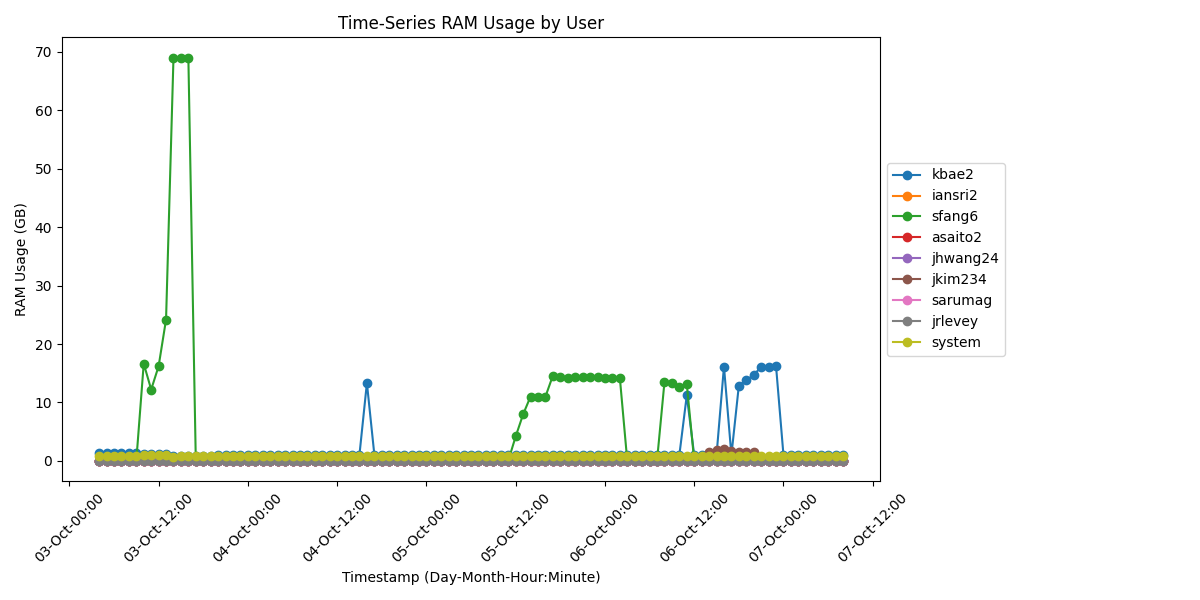 Time-Series RAM Usage by User
RAM Usage (GB)
70
60
50
40
30
20
10
0
03-Oct-00:00
03-Oct-12:00
04-Oct-00:00
04-Oct-12:00
05-Oct-00:00
05-Oct-12:00
06-Oct-00:00
06-Oct-12:00
07-Oct-00:00
07-Oct-12:00
Timestamp (Day-Month-Hour:Minute)
kbae2
iansri2
sfang6
asaito2
jhwang24
jkim234
sarumag
jrlevey
system